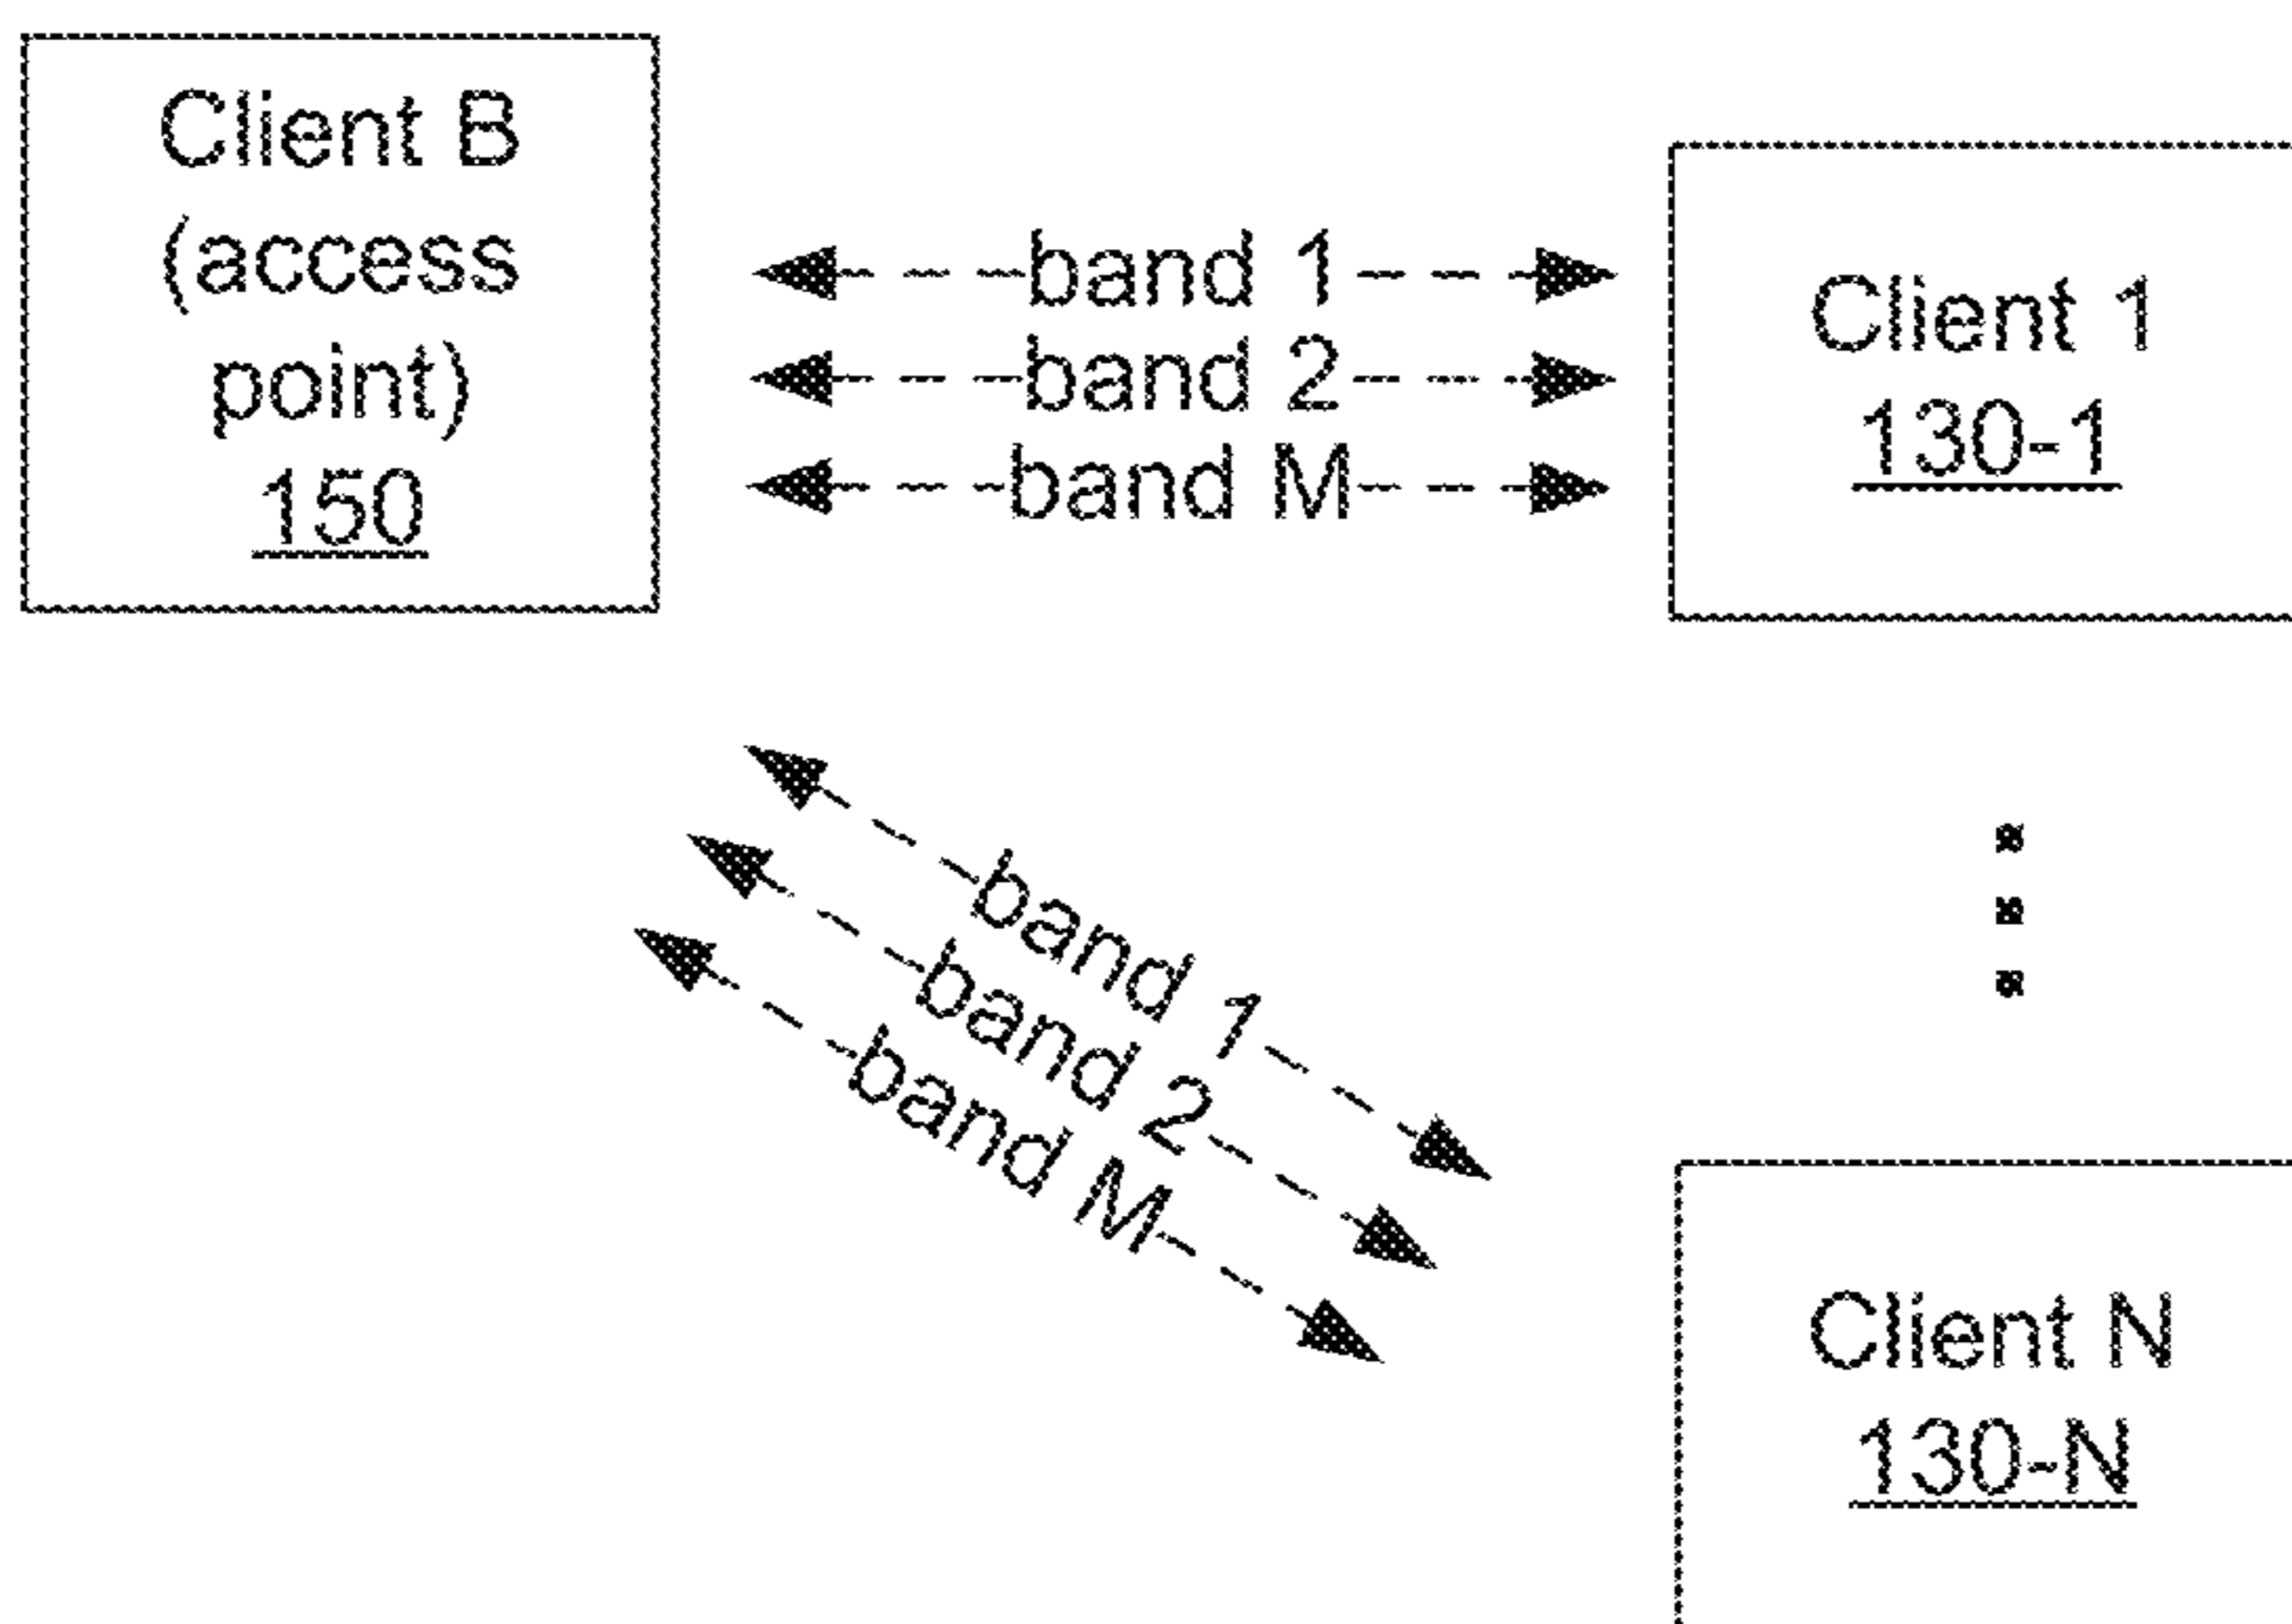 Client B
(access
point)
150
band 1
band 2
band M
Client 1
130-1
band 1
band 2
band M
Client N
130-N